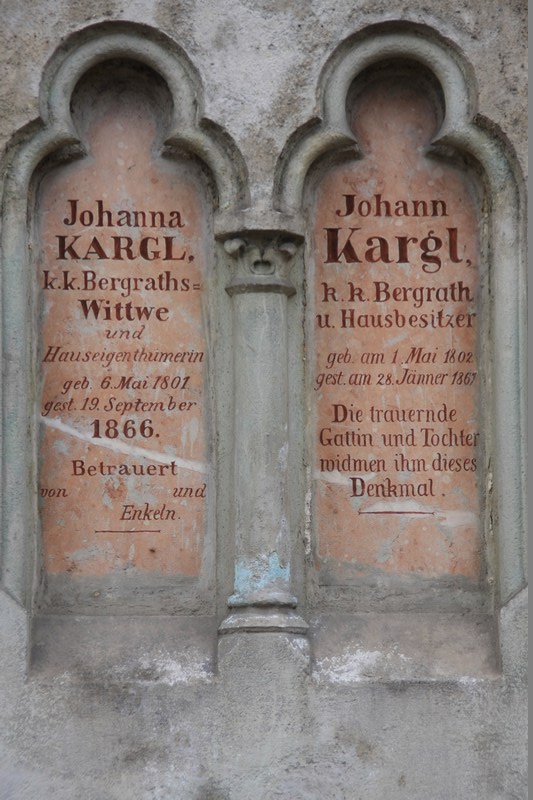 Johanna
KARGL,
k.k. Bergraths=
Wittwe
und
Hauseigenthümerin
geb. 6. Mai 1801
gest. 19. September
1866.
Betrauert
von und
Enkeln.
Johann
Kargl,
k. k. Bergrath
u. Hausbesitzer
geb. am 1. Mai 1802
gest. am 28. Jänner 1867
Die trauernde
Gattin und Tochter
widmen ihm dieses
Denkmal.